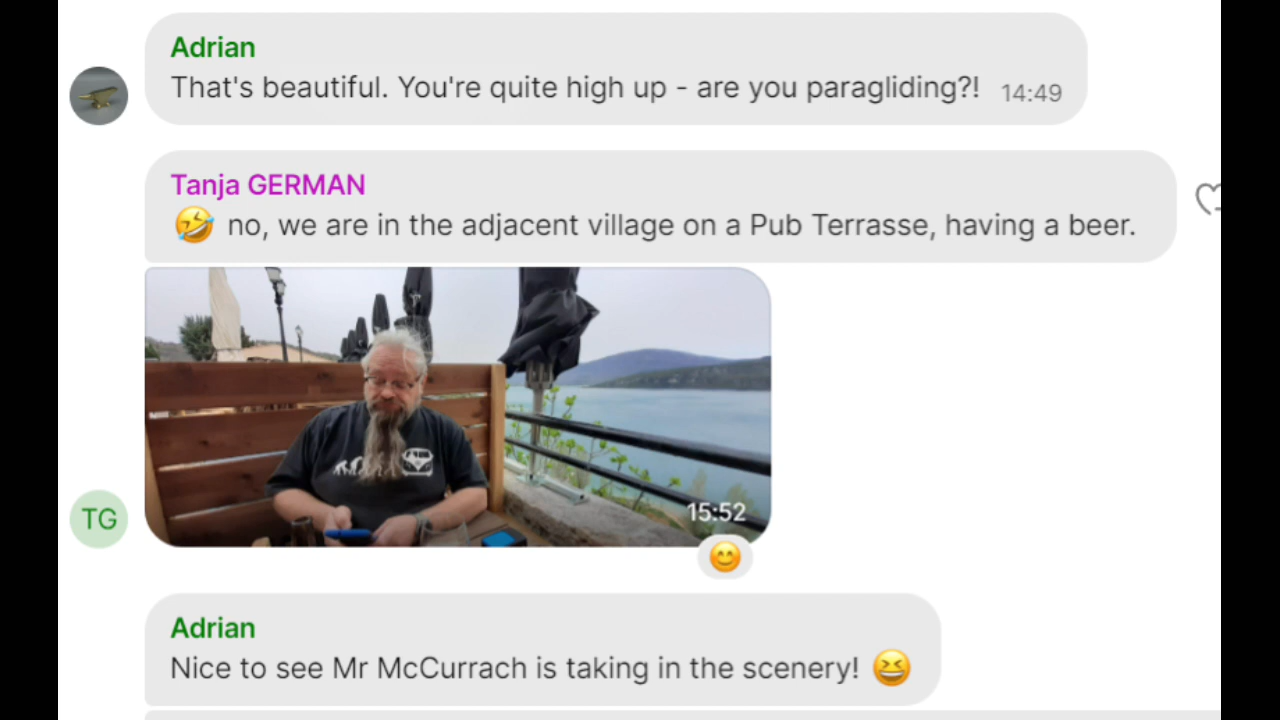 Adrian
That's beautiful. You're quite high up - are you paragliding?! 14:49
Tanja GERMAN
🤣 no, we are in the adjacent village on a Pub Terrasse, having a beer.
15:52
TG
Adrian
Nice to see Mr McCurrach is taking in the scenery! 😆